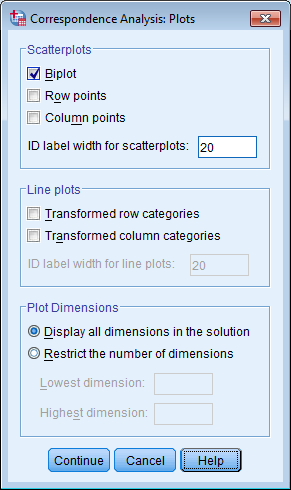 Correspondence Analysis: Plots
Scatterplots
Biplot
Row points
Column points
ID label width for scatterplots: 20
Line plots
Transformed row categories
Transformed column categories
ID label width for line plots: 20
Plot Dimensions
Display all dimensions in the solution
Restrict the number of dimensions
Lowest dimension:
Highest dimension:
Continue Cancel Help